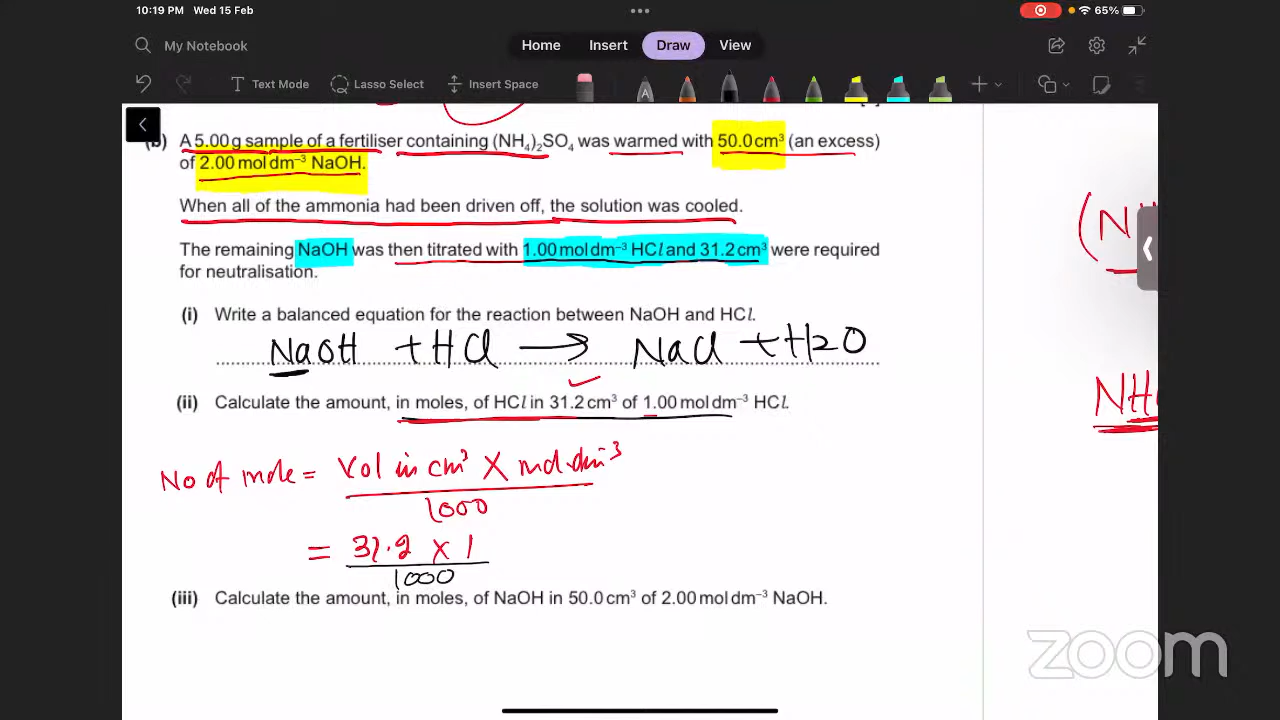 10:19 PM Wed 15 Feb
65%
My Notebook
Home Insert Draw View
Text Mode Lasso Select Insert Space
(b) A 5.00 g sample of a fertiliser containing (NH₄)₂SO₄ was warmed with 50.0 cm³ (an excess)
of 2.00 mol dm⁻³ NaOH.
When all of the ammonia had been driven off, the solution was cooled.
The remaining NaOH was then titrated with 1.00 mol dm⁻³ HCl and 31.2 cm³ were required
for neutralisation.
(i) Write a balanced equation for the reaction between NaOH and HCl.
NaOH + HCl → NaCl + H2O
(ii) Calculate the amount, in moles, of HCl in 31.2 cm³ of 1.00 mol dm⁻³ HCl.
No of mole = Vol in cm³ X mol.dm⁻³
1000
= 31.2 X 1
1000
(iii) Calculate the amount, in moles, of NaOH in 50.0 cm³ of 2.00 mol dm⁻³ NaOH.
(N
NH
zoom